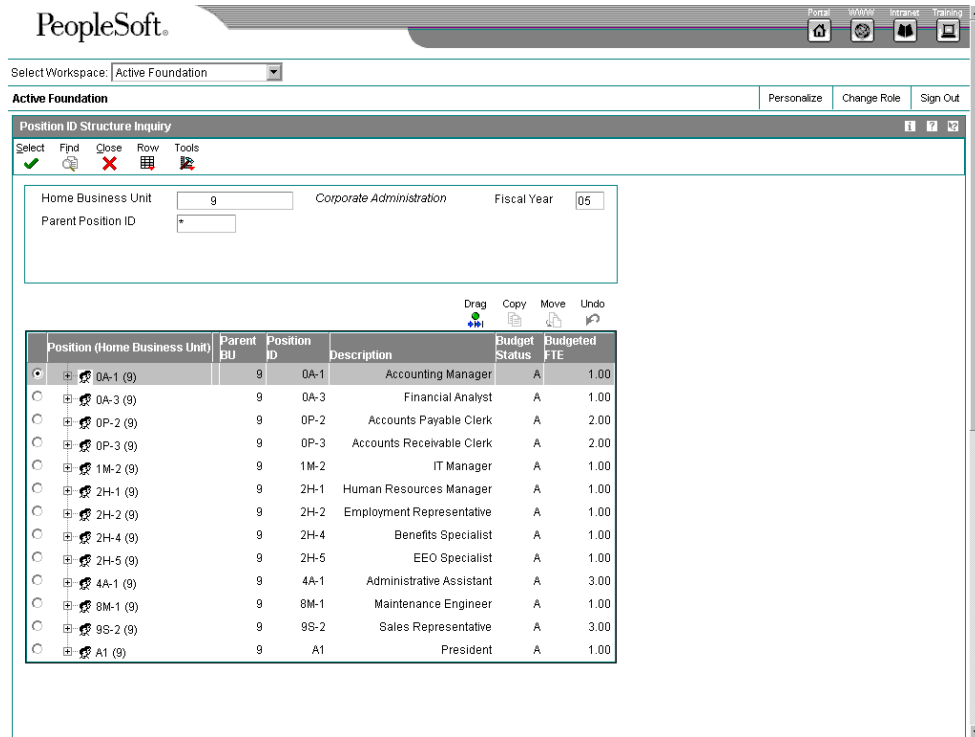 PeopleSoft®
Portal WWW Intranet Training
Select Workspace: Active Foundation
Active Foundation Personalize Change Role Sign Out
Position ID Structure Inquiry
Select Find Close Row Tools
Home Business Unit 9 Corporate Administration Fiscal Year 05
Parent Position ID *
Drag Copy Move Undo
Position (Home Business Unit) Parent BU Position ID Description Budget Status Budgeted FTE
0A-1 (9) 9 0A-1 Accounting Manager A 1.00
0A-3 (9) 9 0A-3 Financial Analyst A 1.00
0P-2 (9) 9 0P-2 Accounts Payable Clerk A 2.00
0P-3 (9) 9 0P-3 Accounts Receivable Clerk A 2.00
1M-2 (9) 9 1M-2 IT Manager A 1.00
2H-1 (9) 9 2H-1 Human Resources Manager A 1.00
2H-2 (9) 9 2H-2 Employment Representative A 1.00
2H-4 (9) 9 2H-4 Benefits Specialist A 1.00
2H-5 (9) 9 2H-5 EEO Specialist A 1.00
4A-1 (9) 9 4A-1 Administrative Assistant A 3.00
8M-1 (9) 9 8M-1 Maintenance Engineer A 1.00
9S-2 (9) 9 9S-2 Sales Representative A 3.00
A1 (9) 9 A1 President A 1.00